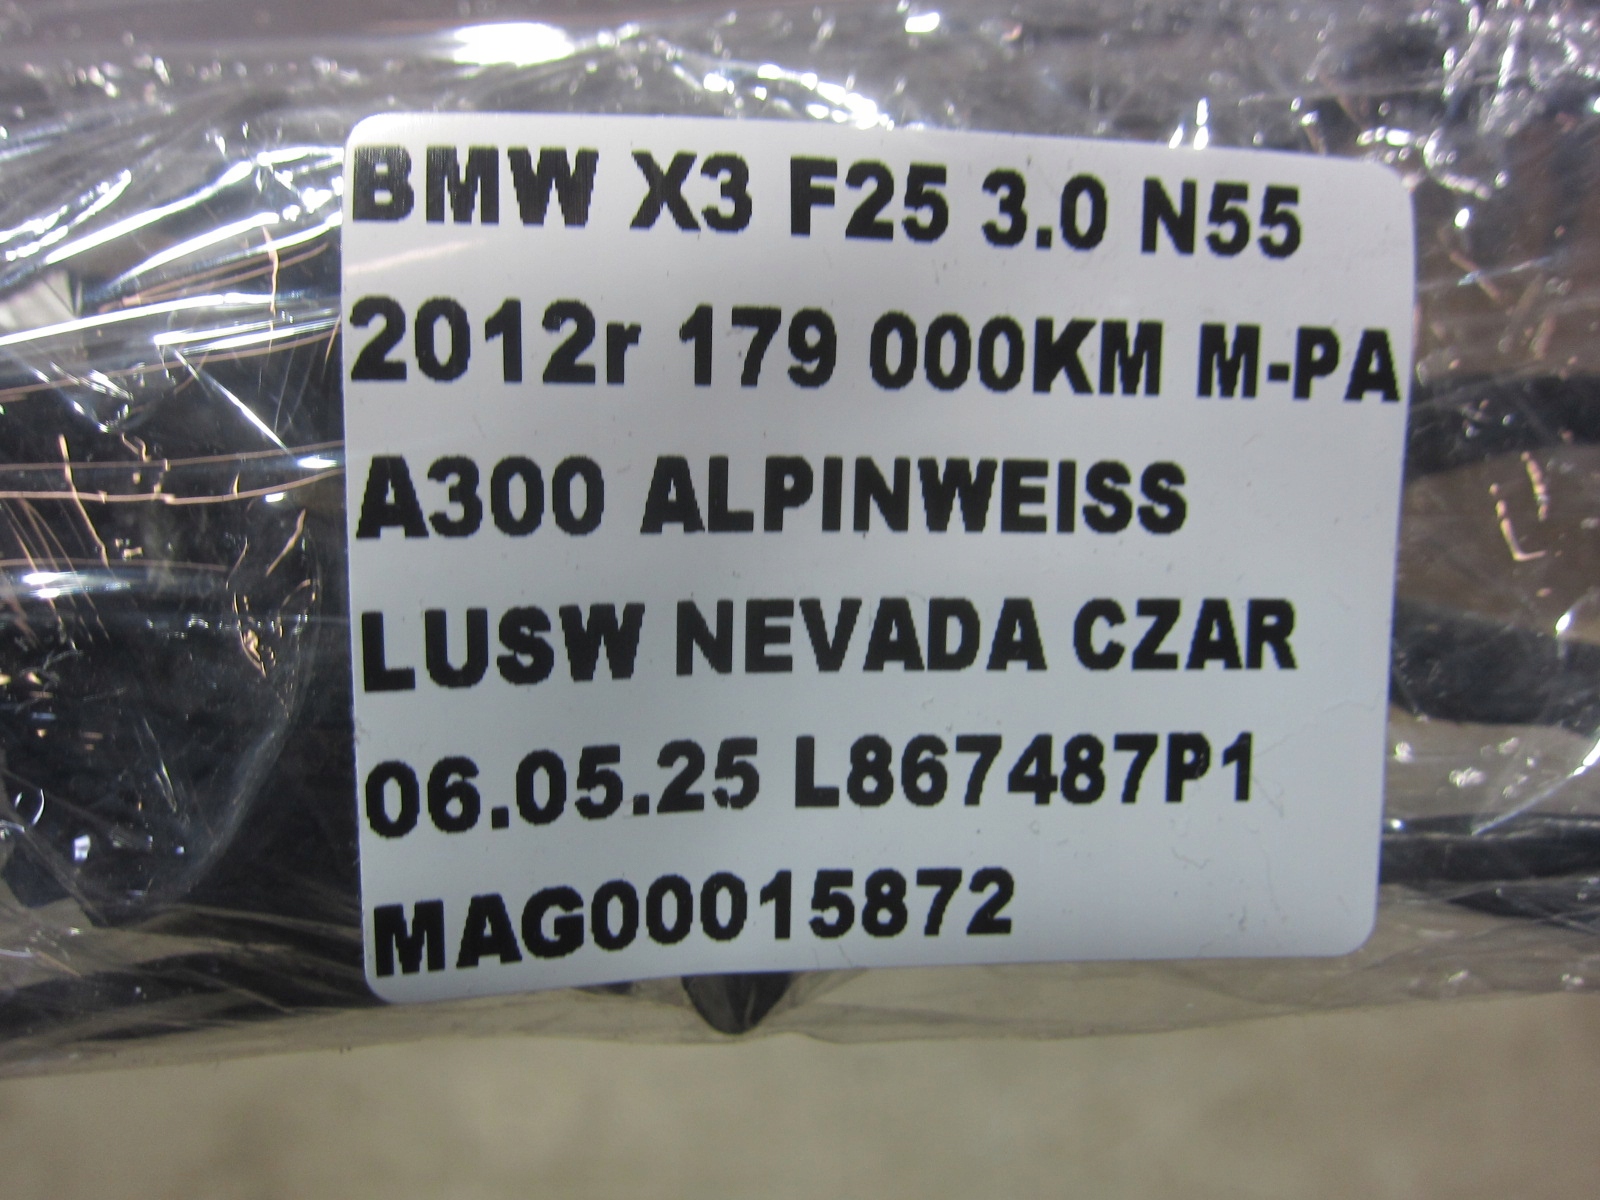 BMW X3 F25 3.0 N55
2012r 179 000KM M-PA
A300 ALPINWEISS
LUSW NEVADA CZAR
06.05.25 L867487P1
MAG00015872